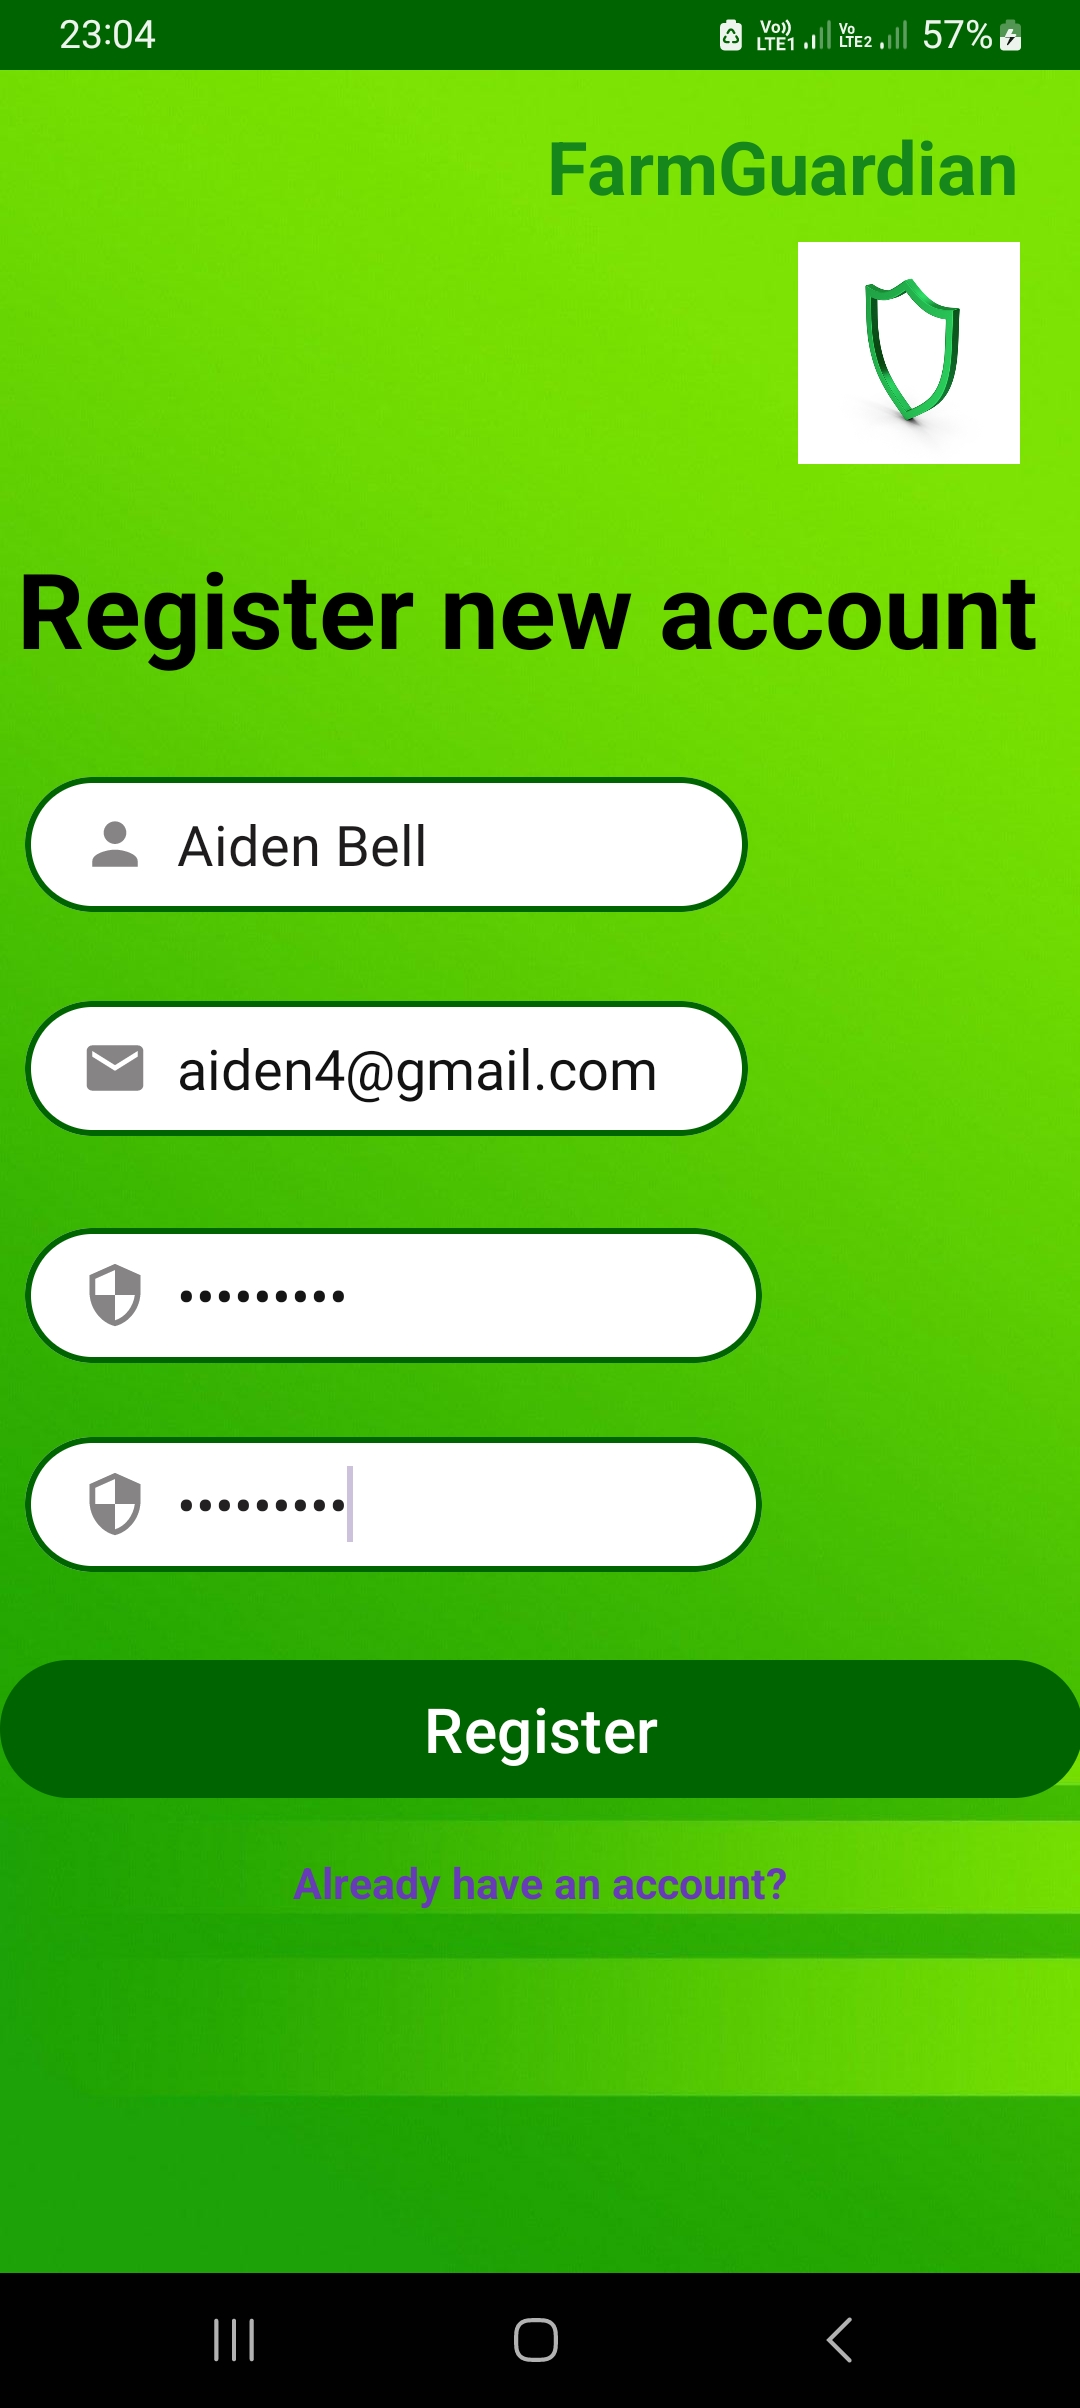 23:04
Vo)) LTE1 Vo LTE2 57%
FarmGuardian
Register new account
Aiden Bell
aiden4@gmail.com
•••••••••
•••••••••
Register
Already have an account?